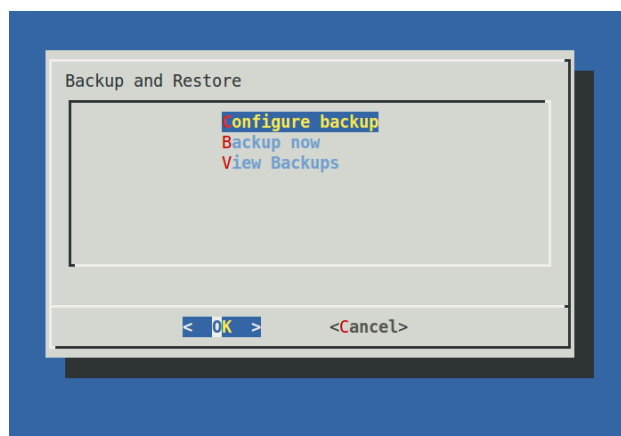 Backup and Restore
Configure backup
Backup now
View Backups
< OK > <Cancel>